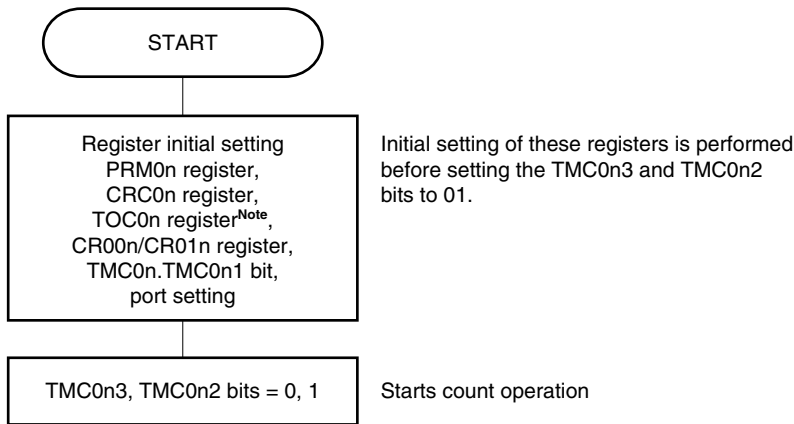 START
Register initial setting
PRM0n register,
CRC0n register,
TOC0n registerNote,
CR00n/CR01n register,
TMC0n.TMC0n1 bit,
port setting
Initial setting of these registers is performed
before setting the TMC0n3 and TMC0n2
bits to 01.
TMC0n3, TMC0n2 bits = 0, 1
Starts count operation